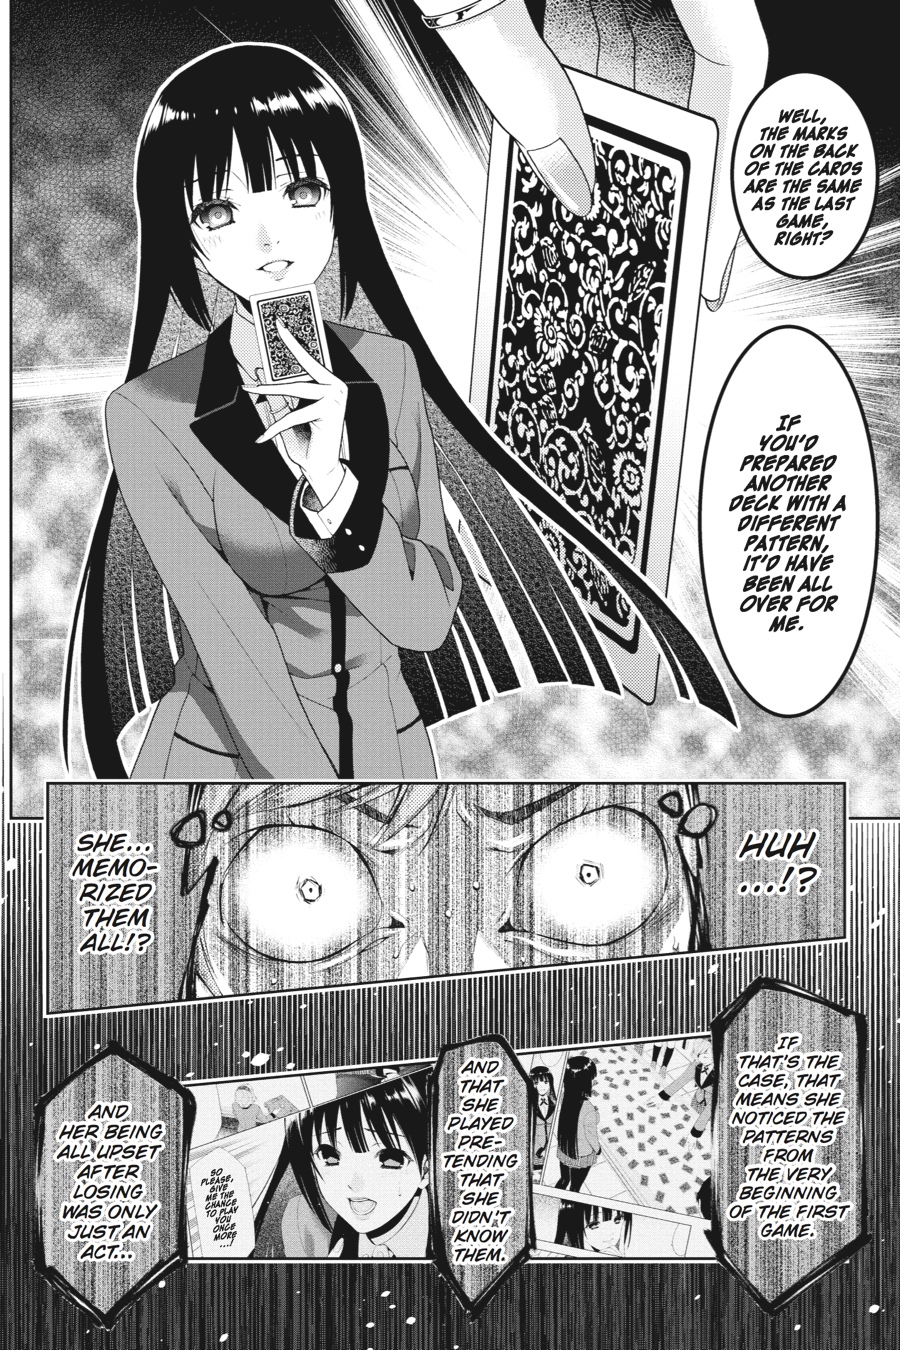 WELL,
THE MARKS
ON THE BACK
OF THE CARDS
ARE THE SAME
AS THE LAST
GAME,
RIGHT?
IF
YOU'D
PREPARED
ANOTHER
DECK WITH A
DIFFERENT
PATTERN,
IT'D HAVE
BEEN ALL
OVER FOR
ME.
HUH
...!?
SHE...
MEMO-
RIZED
THEM
ALL!?
IF
THAT'S THE
CASE, THAT
MEANS SHE
NOTICED THE
PATTERNS
FROM
THE VERY
BEGINNING
OF THE FIRST
GAME.
AND
THAT
SHE
PLAYED
PRE-
TENDING
THAT
SHE
DIDN'T
KNOW
THEM.
SO
PLEASE,
GIVE
ME THE
CHANCE
TO PLAY
YOU
ONCE
MORE
...!
AND
HER BEING
ALL UPSET
AFTER
LOSING
WAS ONLY
JUST AN
ACT...